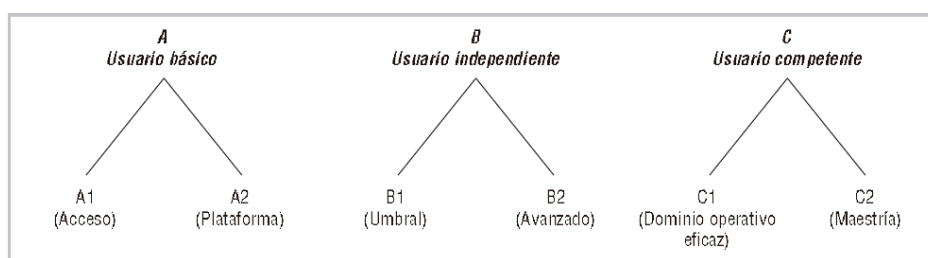 A
Usuario básico
B
Usuario independiente
C
Usuario competente
A1
(Acceso)
A2
(Plataforma)
B1
(Umbral)
B2
(Avanzado)
C1
(Dominio operativo
eficaz)
C2
(Maestría)